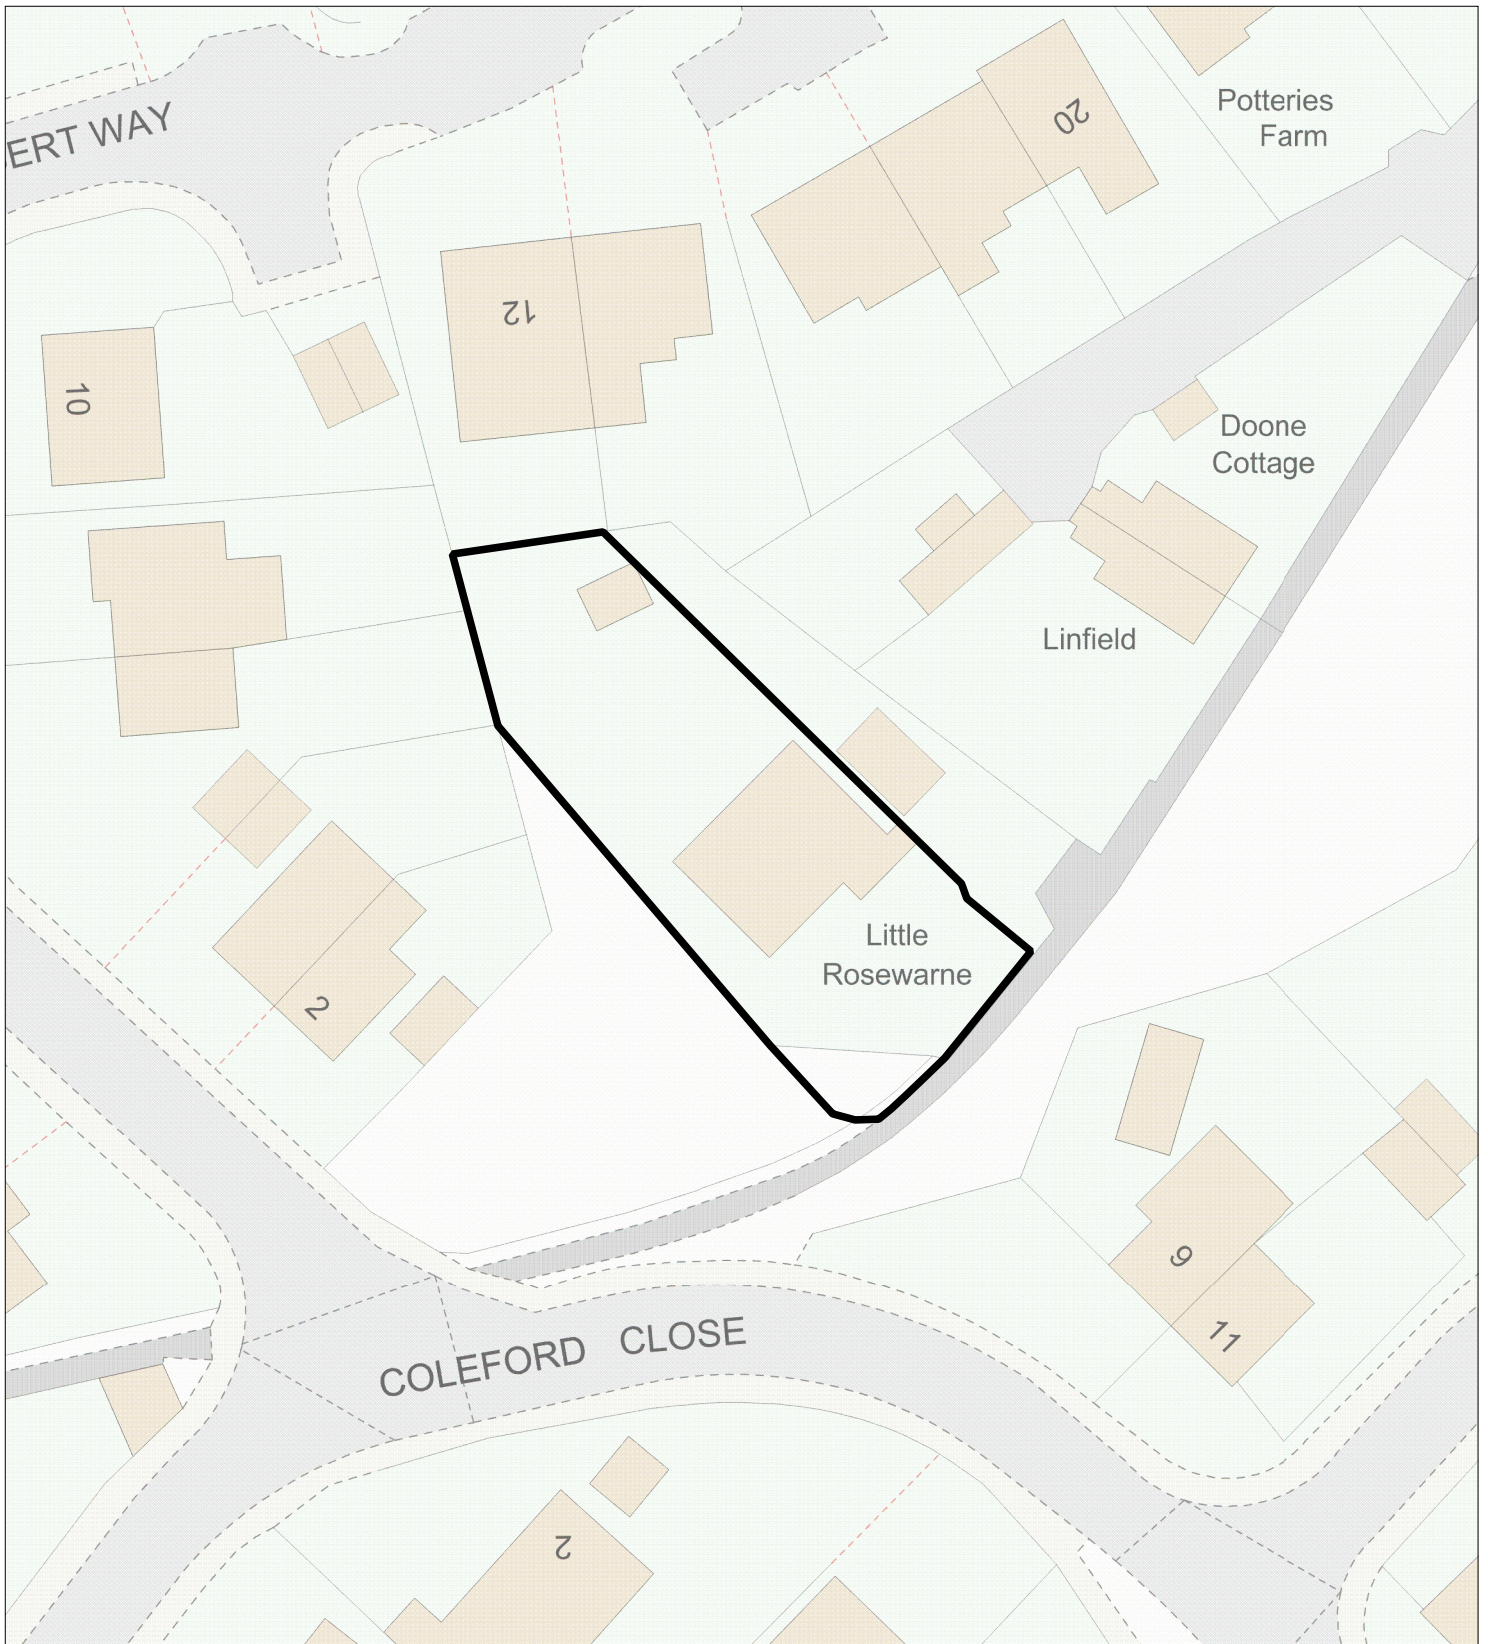 Potteries
Farm
ERT WAY
20
12
10
Doone
Cottage
Linfield
Little
Rosewarne
2
9
11
COLEFORD CLOSE
2